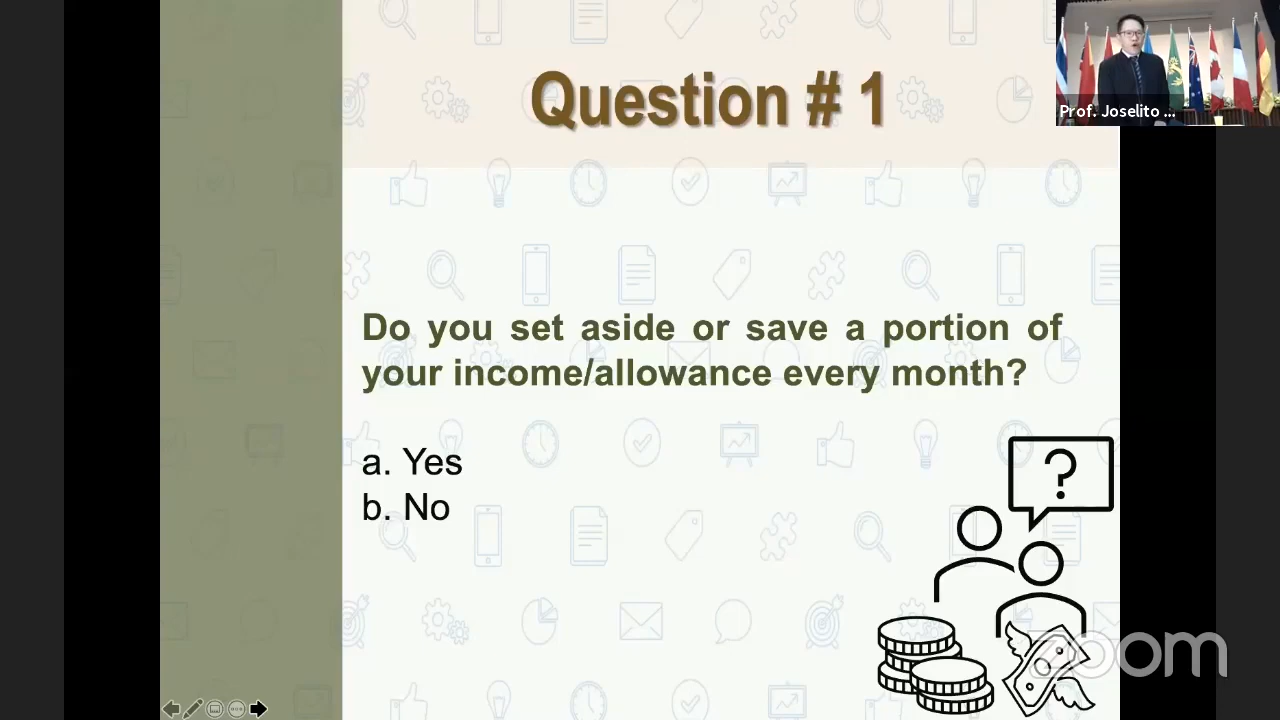 Question # 1
Prof. Joselito ...
Do you set aside or save a portion of
your income/allowance every month?
a. Yes
b. No
?
zoom